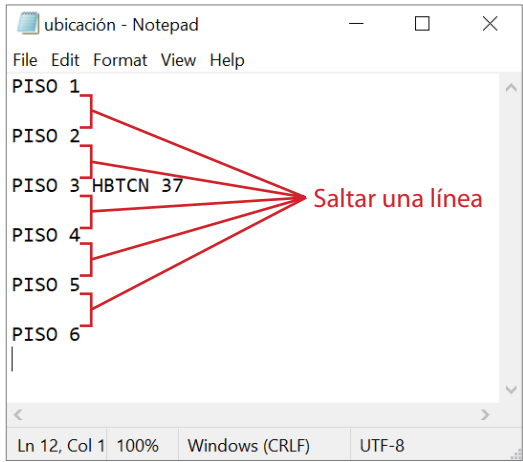 ubicación - Notepad
File Edit Format View Help
PISO 1
PISO 2
PISO 3 HBTCN 37
Saltar una línea
PISO 4
PISO 5
PISO 6
Ln 12, Col 1 100% Windows (CRLF) UTF-8